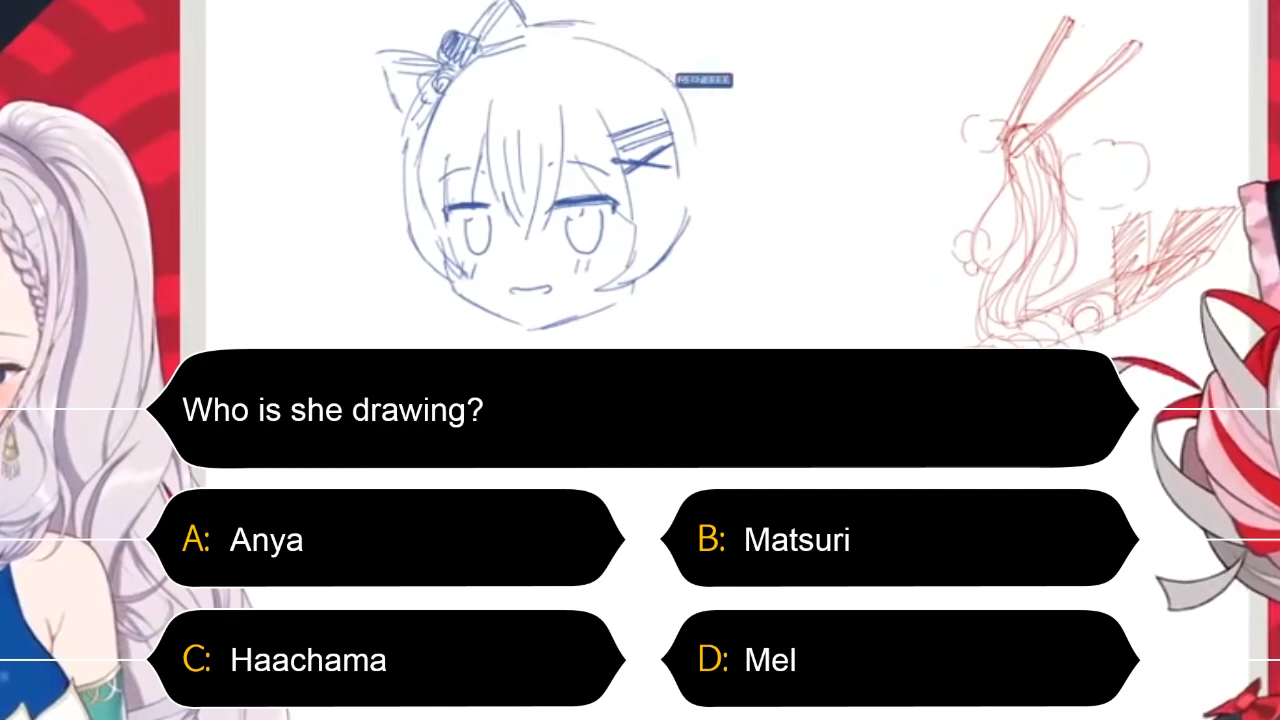 Who is she drawing?
A: Anya
B: Matsuri
C: Haachama
D: Mel